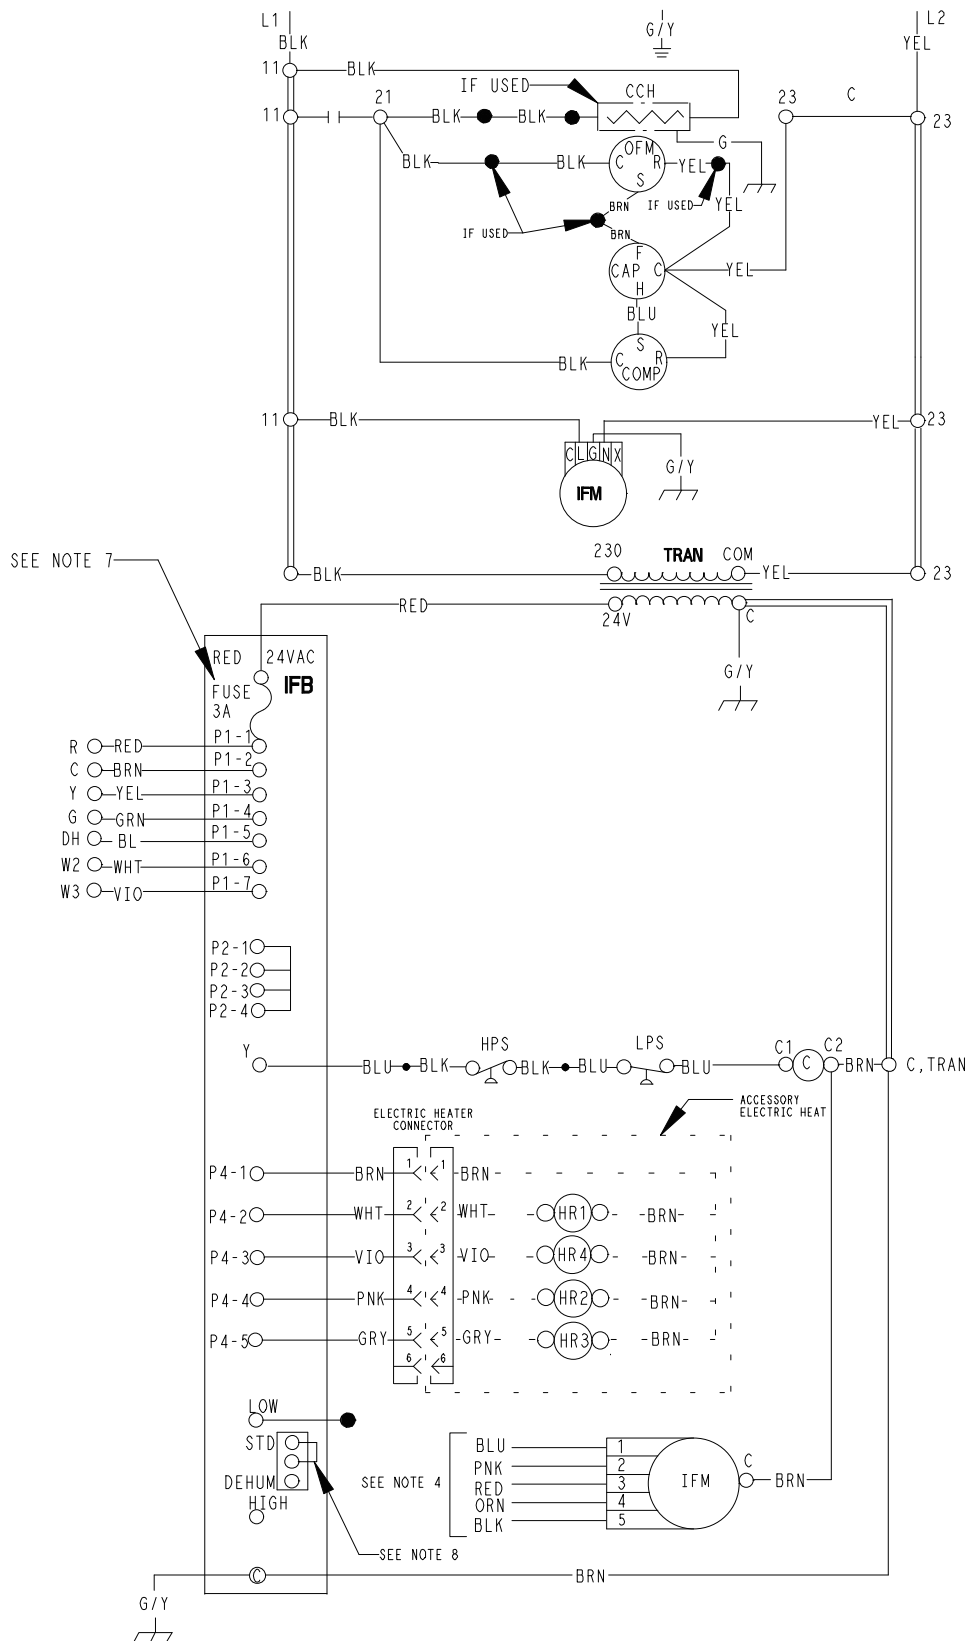 L1
G/Y
L2
BLK
YEL
11
BLK
IF USED
CCH
11
21
BLK
BLK
23
C
23
G
BLK
BLK
C
OFM
R
YEL
S
BRN
IF USED
YEL
IF USED
BRN
F
CAP
C
YEL
H
BLU
YEL
S
BLK
C
R
COMP
11
BLK
YEL
23
C L G N X
G/Y
IFM
SEE NOTE 7
230
TRAN
COM
BLK
YEL
23
RED
24V
C
RED
24VAC
G/Y
FUSE
3A
IFB
R RED P1-1
C BRN P1-2
Y YEL P1-3
G GRN P1-4
DH BL P1-5
W2 WHT P1-6
W3 VIO P1-7
P2-1
P2-2
P2-3
P2-4
HPS
LPS
C1
C2
Y
BLU
BLK
BLK
BLU
BLU
C
BRN
C,TRAN
ACCESSORY
ELECTRIC HEAT
ELECTRIC HEATER
CONNECTOR
P4-1 BRN 1 1 BRN
P4-2 WHT 2 2 WHT HR1 BRN
P4-3 VIO 3 3 VIO HR4 BRN
P4-4 PNK 4 4 PNK HR2 BRN
P4-5 GRY 5 5 GRY HR3 BRN
6 6
LOW
STD
DEHUM
HIGH
SEE NOTE 4
BLU 1
PNK 2
RED 3
ORN 4
BLK 5
IFM
C
BRN
SEE NOTE 8
C
BRN
G/Y